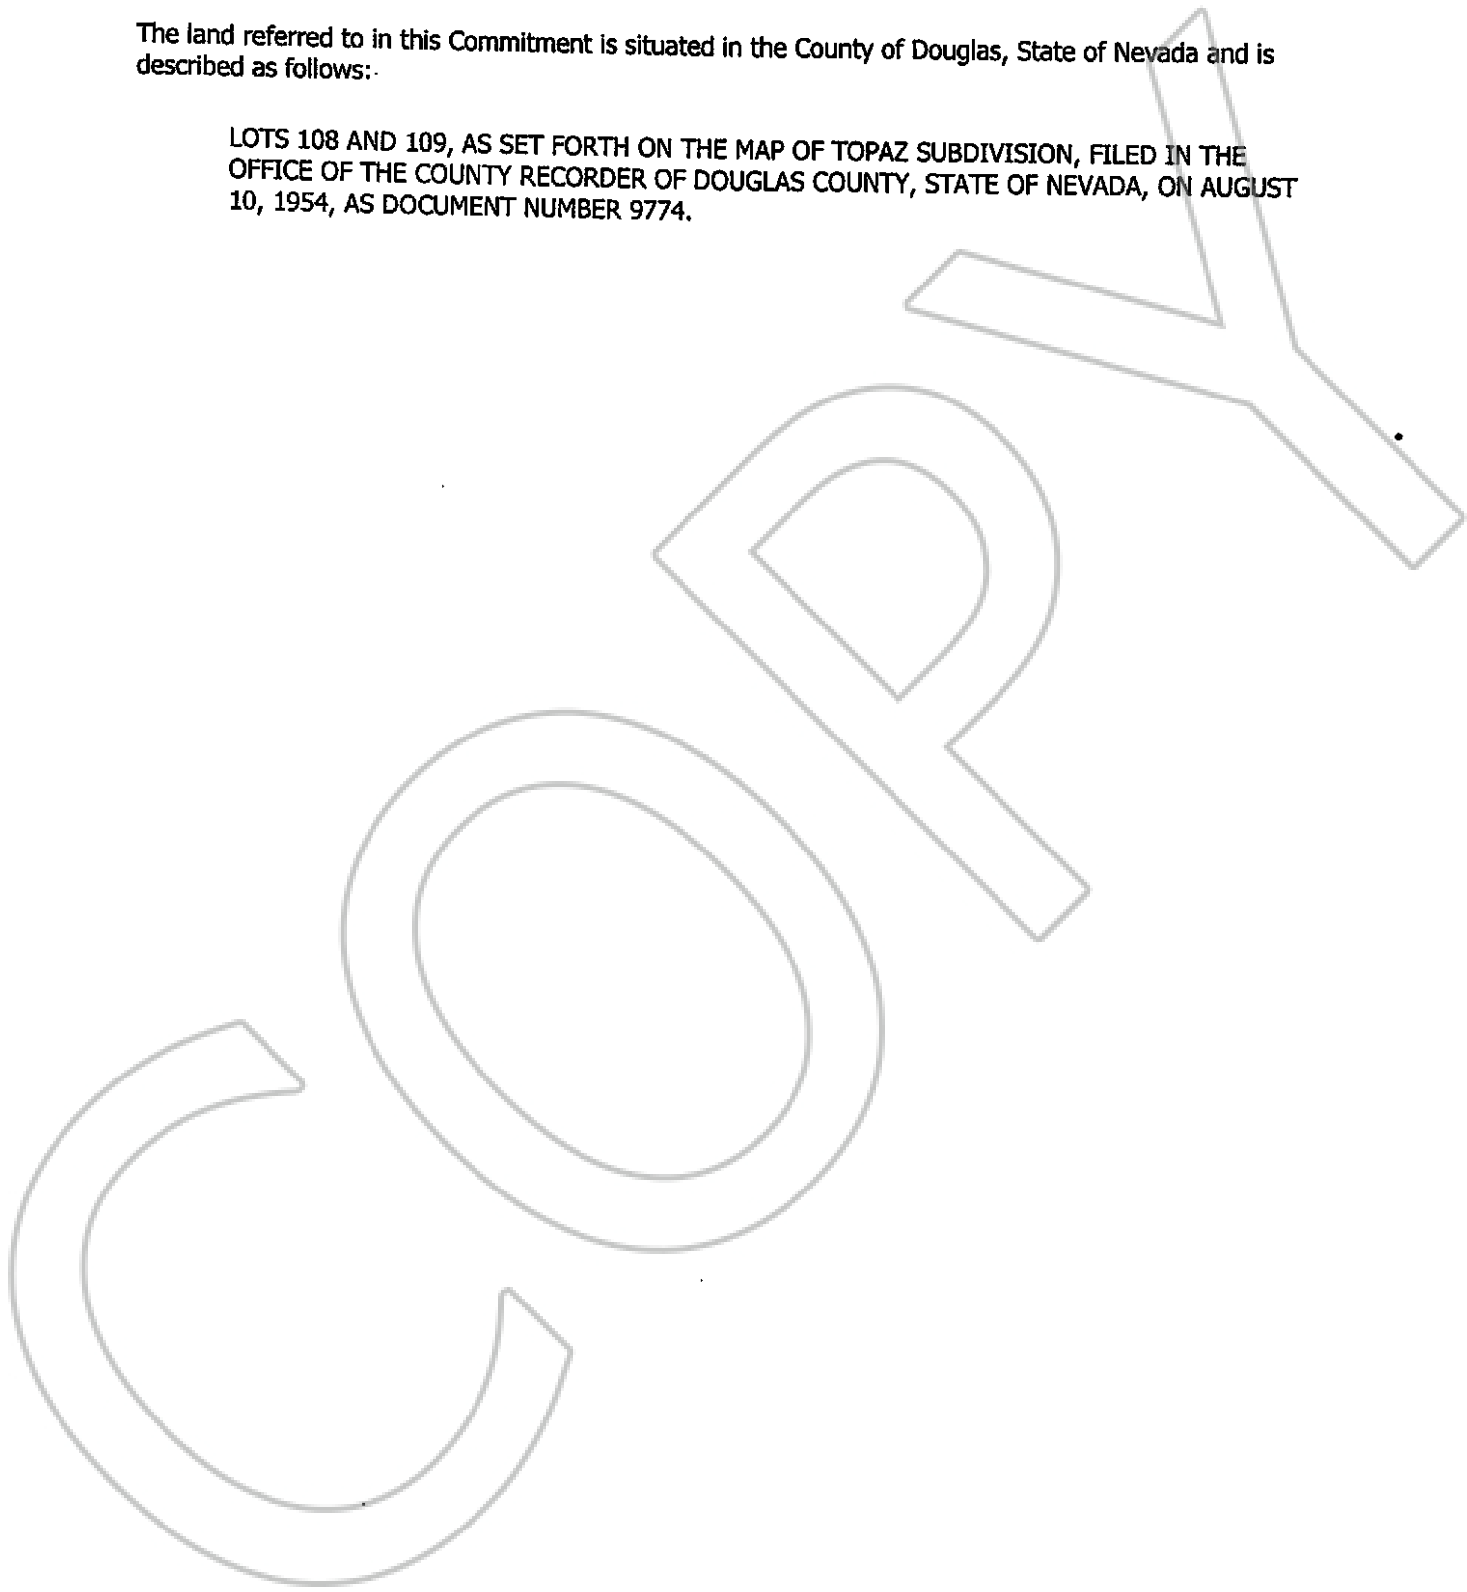 The land referred to in this Commitment is situated in the County of Douglas, State of Nevada and is
described as follows:
LOTS 108 AND 109, AS SET FORTH ON THE MAP OF TOPAZ SUBDIVISION, FILED IN THE
OFFICE OF THE COUNTY RECORDER OF DOUGLAS COUNTY, STATE OF NEVADA, ON AUGUST
10, 1954, AS DOCUMENT NUMBER 9774.
COPY